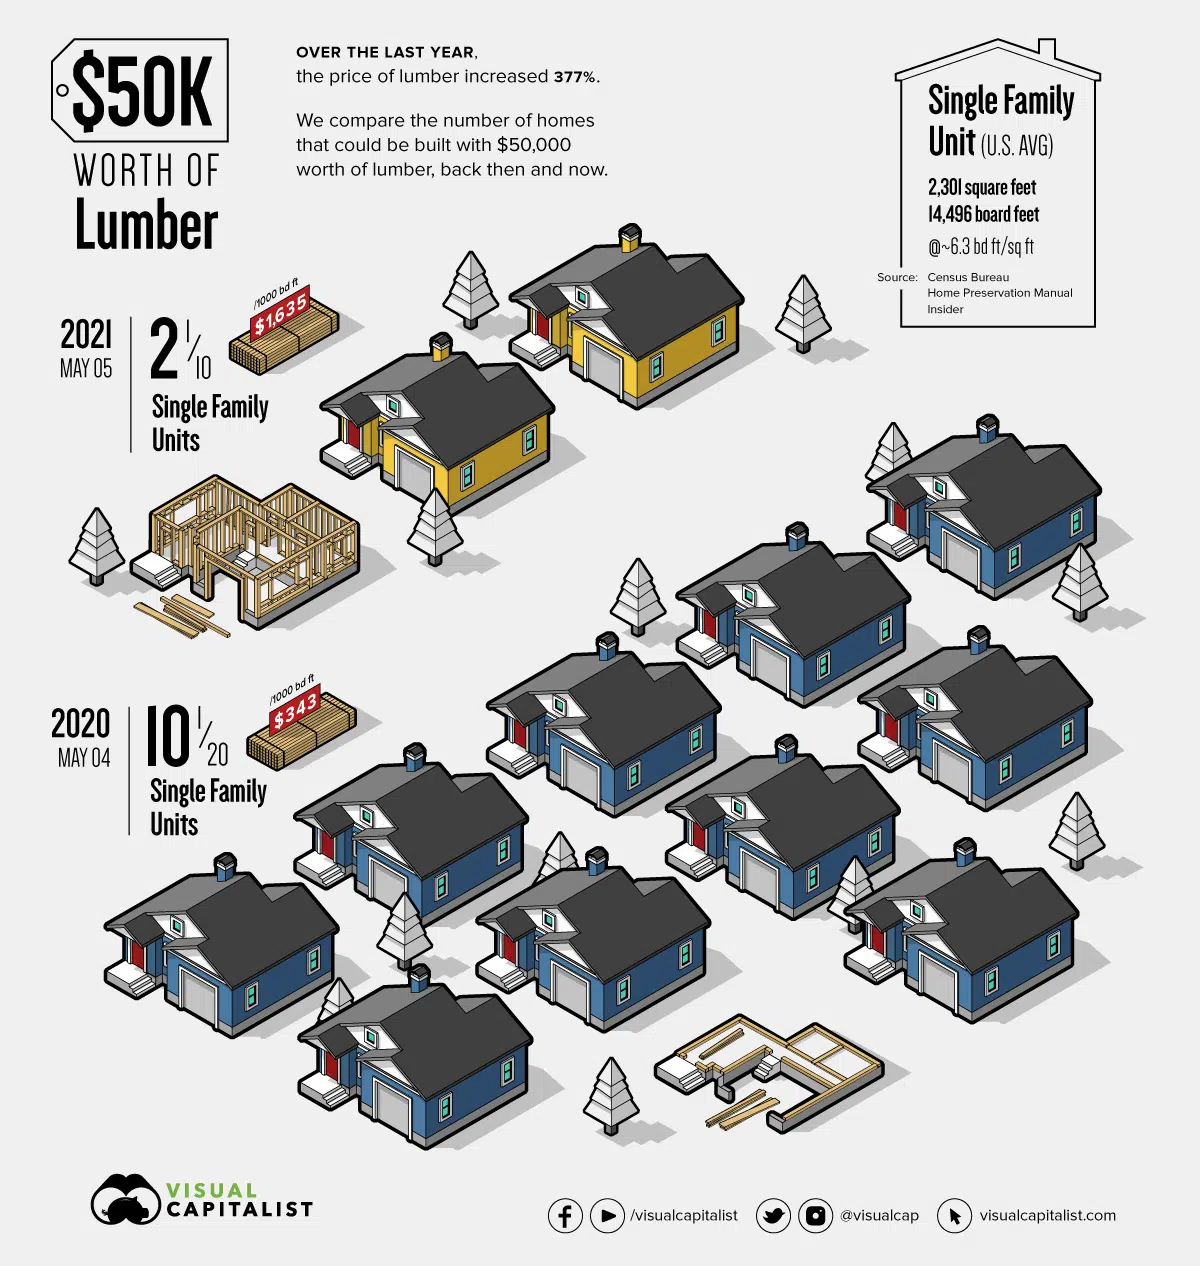 $50K
WORTH OF
Lumber
OVER THE LAST YEAR,
the price of lumber increased 377%.
We compare the number of homes
that could be built with $50,000
worth of lumber, back then and now.
Single Family
Unit (U.S. AVG)
2,301 square feet
14,496 board feet
@~6.3 bd ft/sq ft
Source: Census Bureau
Home Preservation Manual
Insider
2021
MAY 05
2 1/10
Single Family
Units
/1000 bd ft
$1,635
2020
MAY 04
10 1/20
Single Family
Units
/1000 bd ft
$343
VISUAL
CAPITALIST
/visualcapitalist
@visualcap
visualcapitalist.com